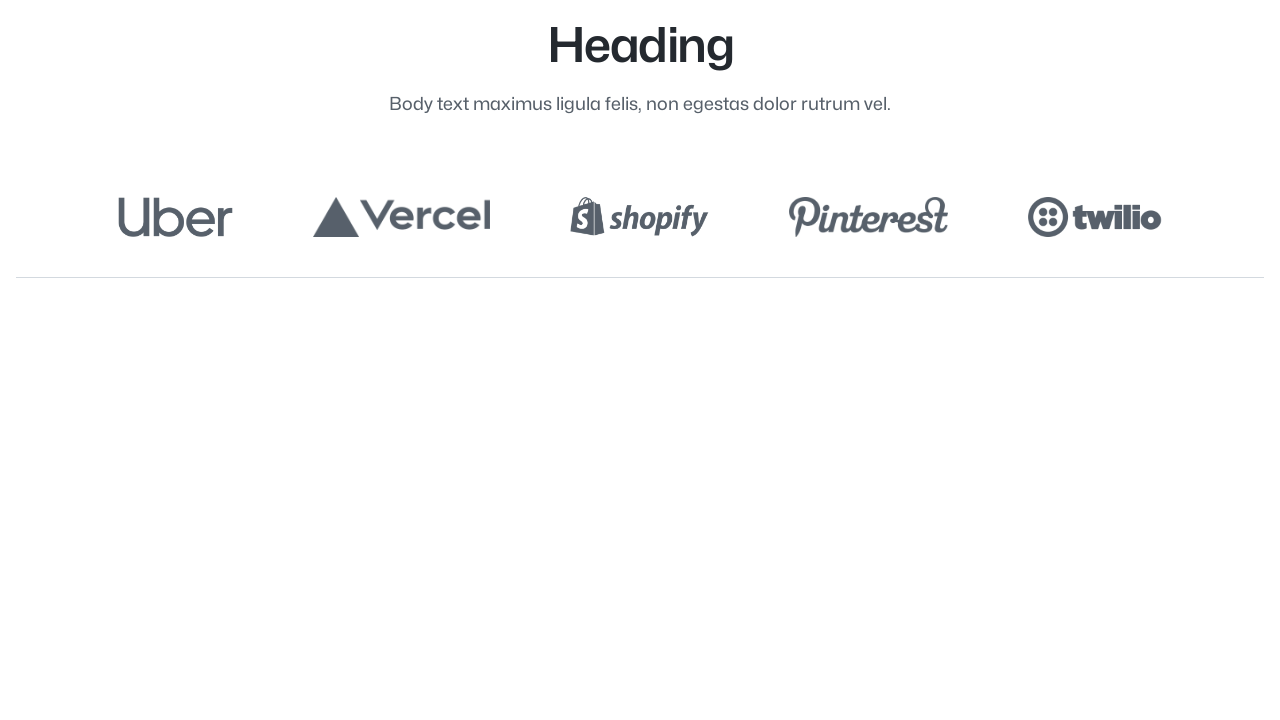 Heading
Body text maximus ligula felis, non egestas dolor rutrum vel.
Uber Vercel shopify Pinterest twilio